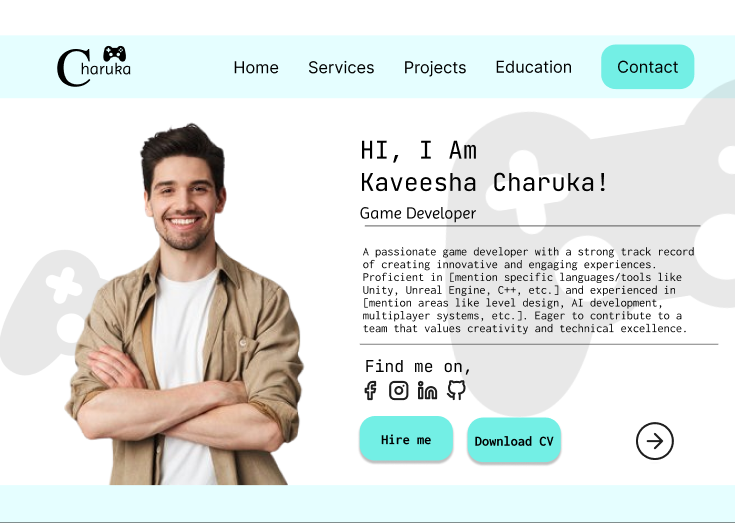 Charuka
Home Services Projects Education Contact
HI, I Am
Kaveesha Charuka!
Game Developer
A passionate game developer with a strong track record
of creating innovative and engaging experiences.
Proficient in [mention specific languages/tools like
Unity, Unreal Engine, C++, etc.] and experienced in
[mention areas like level design, AI development,
multiplayer systems, etc.]. Eager to contribute to a
team that values creativity and technical excellence.
Find me on,
Hire me Download CV